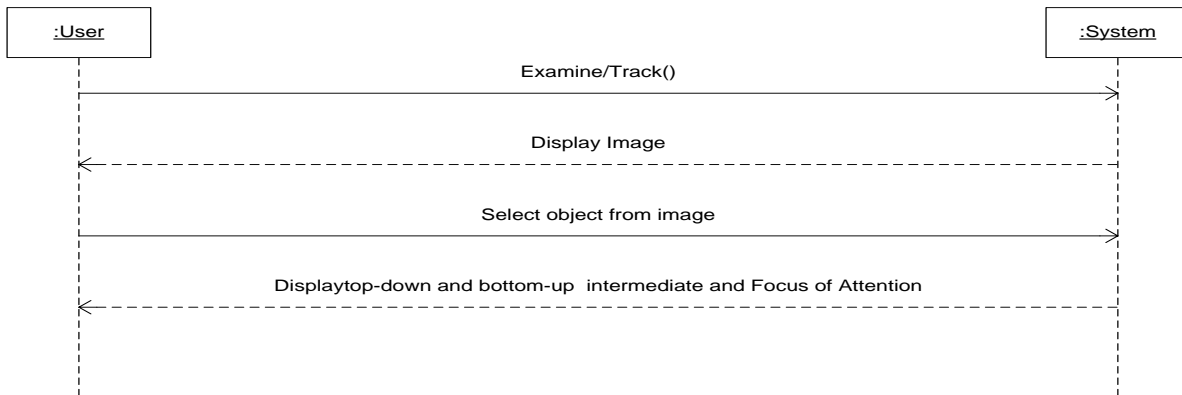 :User
:System
Examine/Track()
Display Image
Select object from image
Displaytop-down and bottom-up  intermediate and Focus of Attention